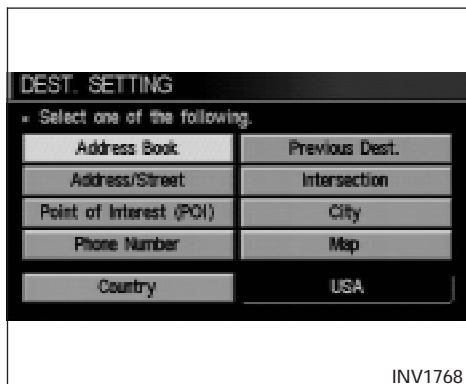 DEST. SETTING
Select one of the following.
Address Book Previous Dest.
Address/Street Intersection
Point of Interest (POI) City
Phone Number Map
Country USA
INV1768